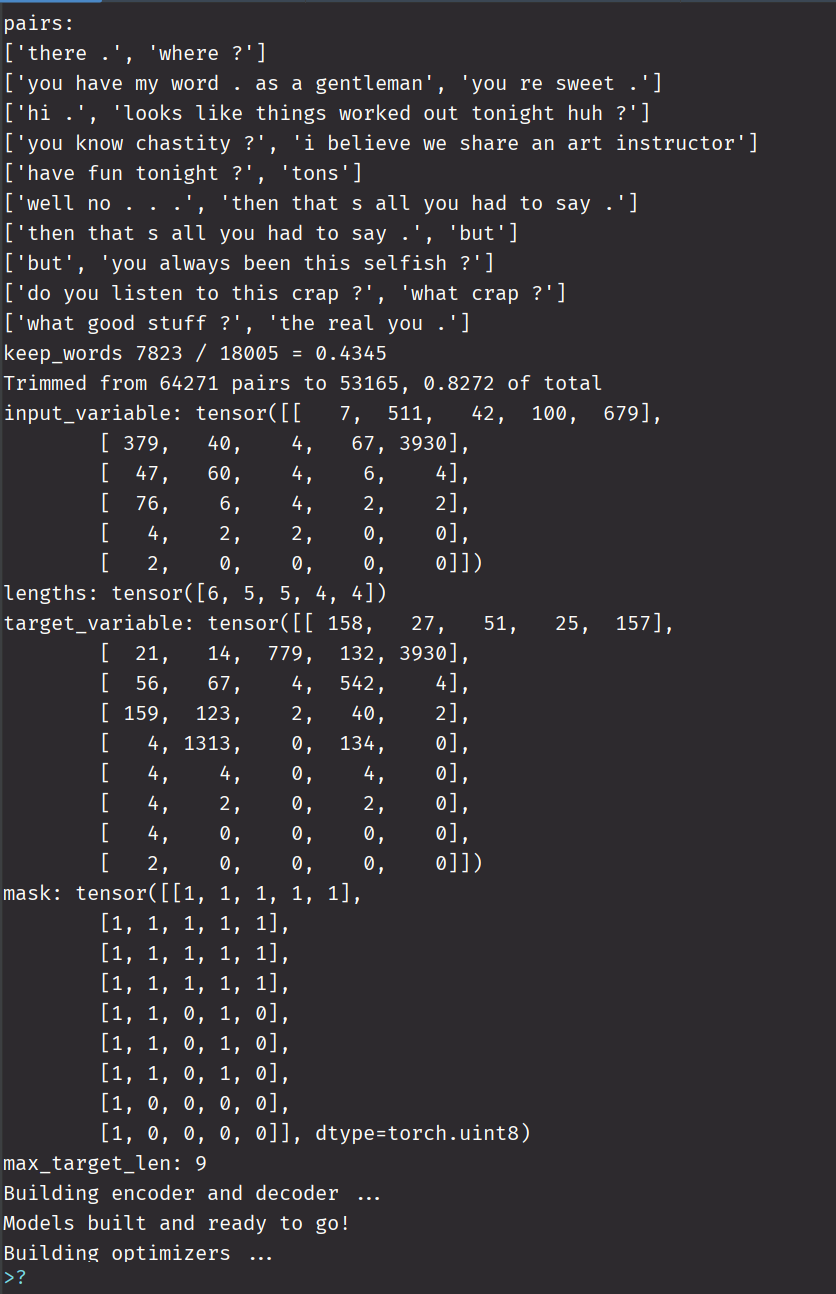 pairs:
['there .', 'where ?']
['you have my word . as a gentleman', 'you re sweet .']
['hi .', 'looks like things worked out tonight huh ?']
['you know chastity ?', 'i believe we share an art instructor']
['have fun tonight ?', 'tons']
['well no . . .', 'then that s all you had to say .']
['then that s all you had to say .', 'but']
['but', 'you always been this selfish ?']
['do you listen to this crap ?', 'what crap ?']
['what good stuff ?', 'the real you .']
keep_words 7823 / 18005 = 0.4345
Trimmed from 64271 pairs to 53165, 0.8272 of total
input_variable: tensor([[   7,  511,   42,  100,  679],
        [ 379,   40,    4,   67, 3930],
        [  47,   60,    4,    6,    4],
        [  76,    6,    4,    2,    2],
        [   4,    2,    2,    0,    0],
        [   2,    0,    0,    0,    0]])
lengths: tensor([6, 5, 5, 4, 4])
target_variable: tensor([[ 158,   27,   51,   25,  157],
        [  21,   14,  779,  132, 3930],
        [  56,   67,    4,  542,    4],
        [ 159,  123,    2,   40,    2],
        [   4, 1313,    0,  134,    0],
        [   4,    4,    0,    4,    0],
        [   4,    2,    0,    2,    0],
        [   4,    0,    0,    0,    0],
        [   2,    0,    0,    0,    0]])
mask: tensor([[1, 1, 1, 1, 1],
        [1, 1, 1, 1, 1],
        [1, 1, 1, 1, 1],
        [1, 1, 1, 1, 1],
        [1, 1, 0, 1, 0],
        [1, 1, 0, 1, 0],
        [1, 1, 0, 1, 0],
        [1, 0, 0, 0, 0],
        [1, 0, 0, 0, 0]], dtype=torch.uint8)
max_target_len: 9
Building encoder and decoder ...
Models built and ready to go!
Building optimizers ...
>?